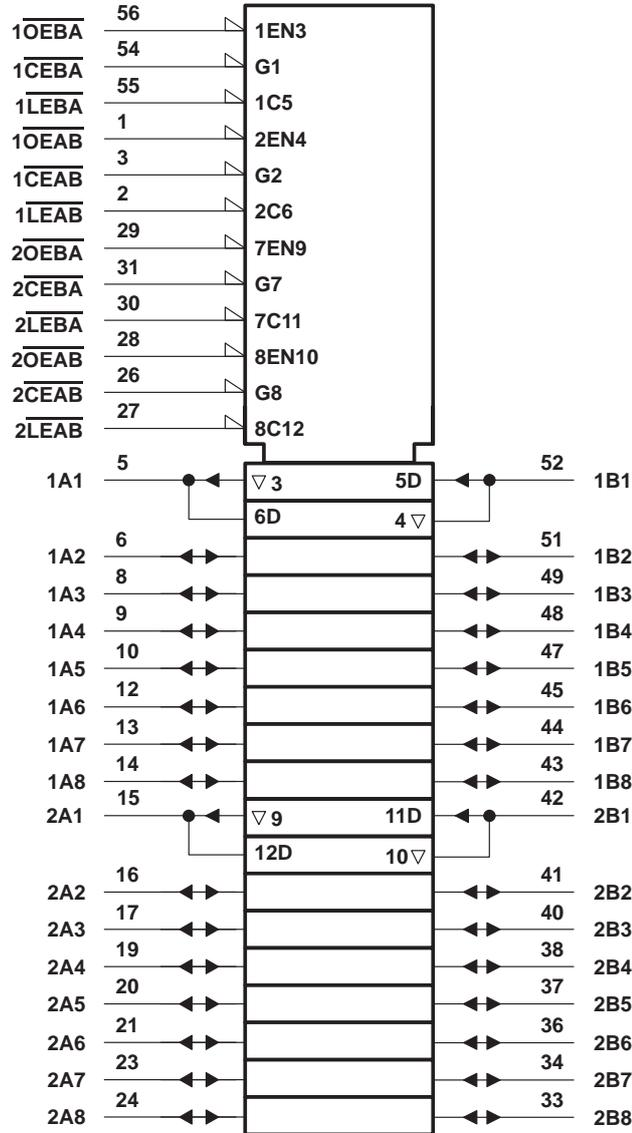 1OEBA 56 1EN3
1CEBA 54 G1
1LEBA 55 1C5
1OEAB 1 2EN4
1CEAB 3 G2
1LEAB 2 2C6
2OEBA 29 7EN9
2CEBA 31 G7
2LEBA 30 7C11
2OEAB 28 8EN10
2CEAB 26 G8
2LEAB 27 8C12
1A1 5 ▽ 3 5D 52 1B1
6D 4 ▽
1A2 6 51 1B2
1A3 8 49 1B3
1A4 9 48 1B4
1A5 10 47 1B5
1A6 12 45 1B6
1A7 13 44 1B7
1A8 14 43 1B8
2A1 15 ▽ 9 11D 42 2B1
12D 10 ▽
2A2 16 41 2B2
2A3 17 40 2B3
2A4 19 38 2B4
2A5 20 37 2B5
2A6 21 36 2B6
2A7 23 34 2B7
2A8 24 33 2B8